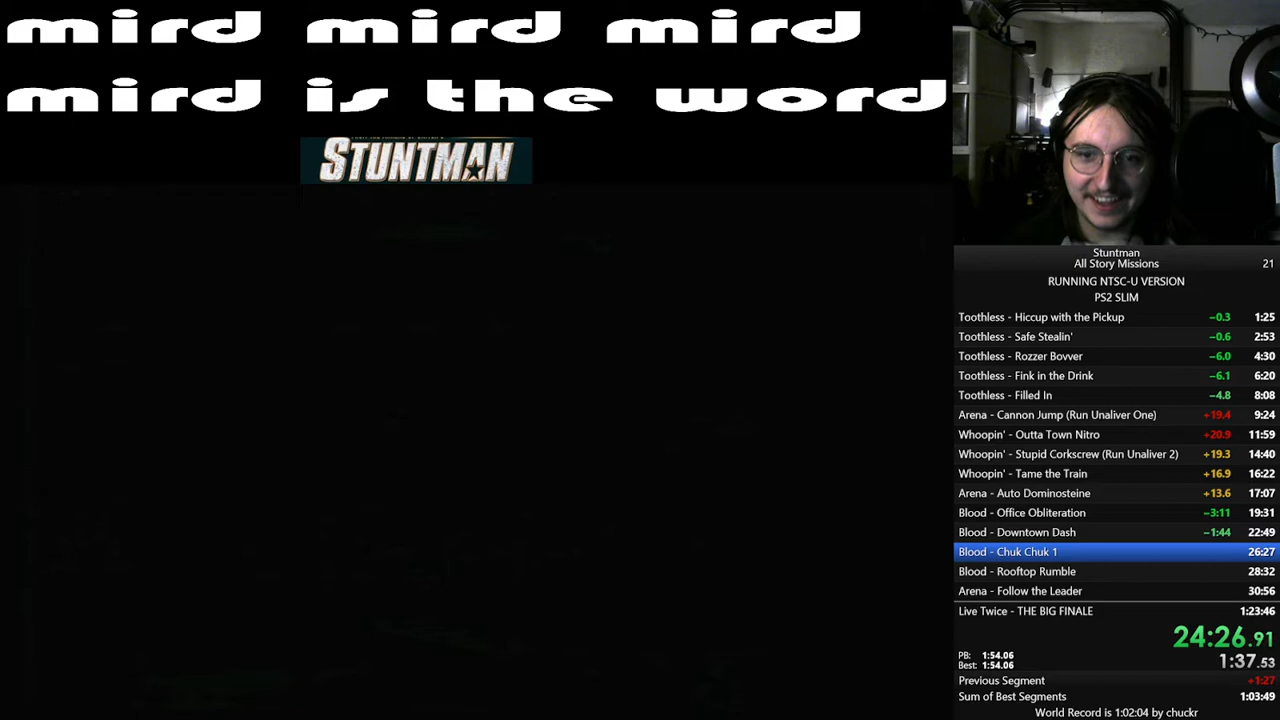 mird mird mird
mird is the word
STUNTMAN
Stuntman
All Story Missions 21
RUNNING NTSC-U VERSION
PS2 SLIM
Toothless - Hiccup with the Pickup −0.3 1:25
Toothless - Safe Stealin' −0.6 2:53
Toothless - Rozzer Bovver −6.0 4:30
Toothless - Fink in the Drink −6.1 6:20
Toothless - Filled In −4.8 8:08
Arena - Cannon Jump (Run Unaliver One) +19.4 9:24
Whoopin' - Outta Town Nitro +20.9 11:59
Whoopin' - Stupid Corkscrew (Run Unaliver 2) +19.3 14:40
Whoopin' - Tame the Train +16.9 16:22
Arena - Auto Dominosteine +13.6 17:07
Blood - Office Obliteration −3:11 19:31
Blood - Downtown Dash −1:44 22:49
Blood - Chuk Chuk 1 26:27
Blood - Rooftop Rumble 28:32
Arena - Follow the Leader 30:56
Live Twice - THE BIG FINALE 1:23:46
24:26.91
PB: 1:54.06
Best: 1:54.06
1:37.53
Previous Segment +1:27
Sum of Best Segments 1:03:49
World Record is 1:02:04 by chuckr